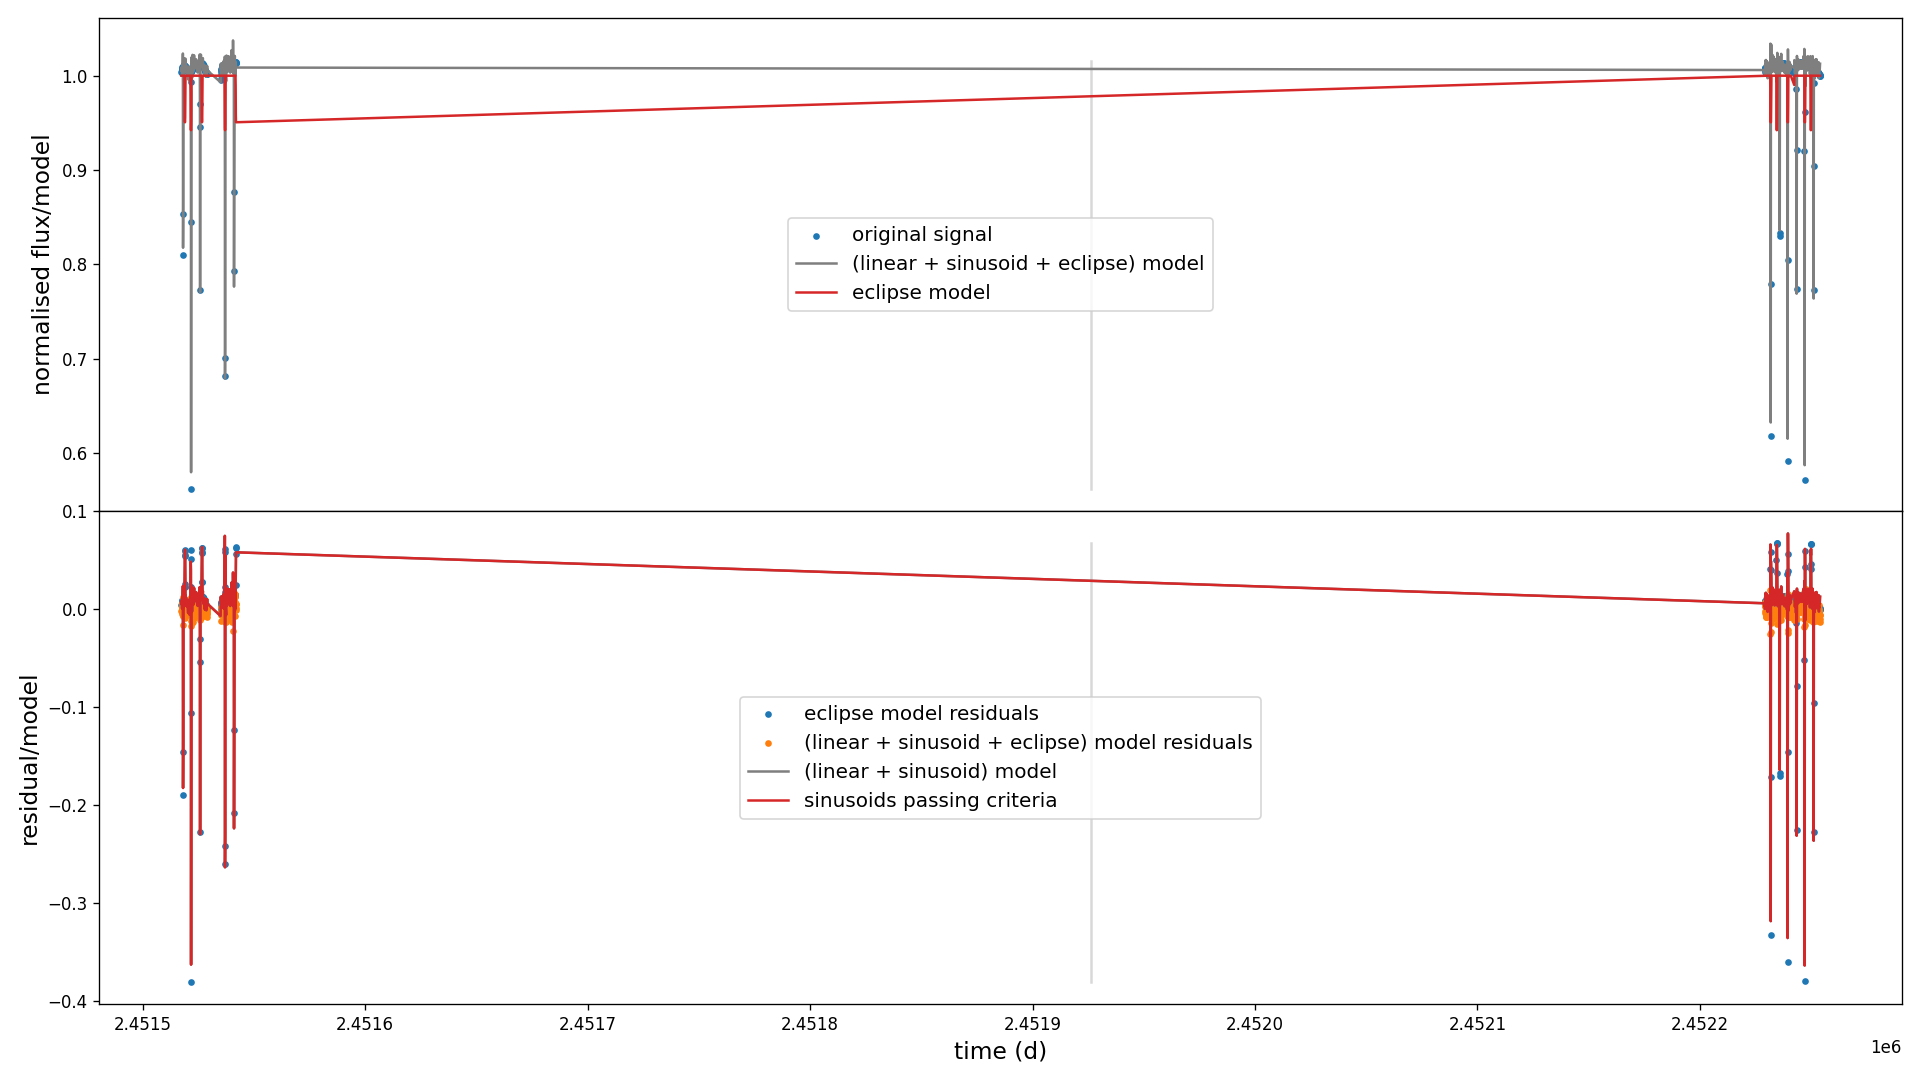 normalised flux/model
1.0
0.9
0.8
0.7
0.6
original signal
(linear + sinusoid + eclipse) model
eclipse model
residual/model
0.1
0.0
−0.1
−0.2
−0.3
−0.4
eclipse model residuals
(linear + sinusoid + eclipse) model residuals
(linear + sinusoid) model
sinusoids passing criteria
2.4515 2.4516 2.4517 2.4518 2.4519 2.4520 2.4521 2.4522
1e6
time (d)